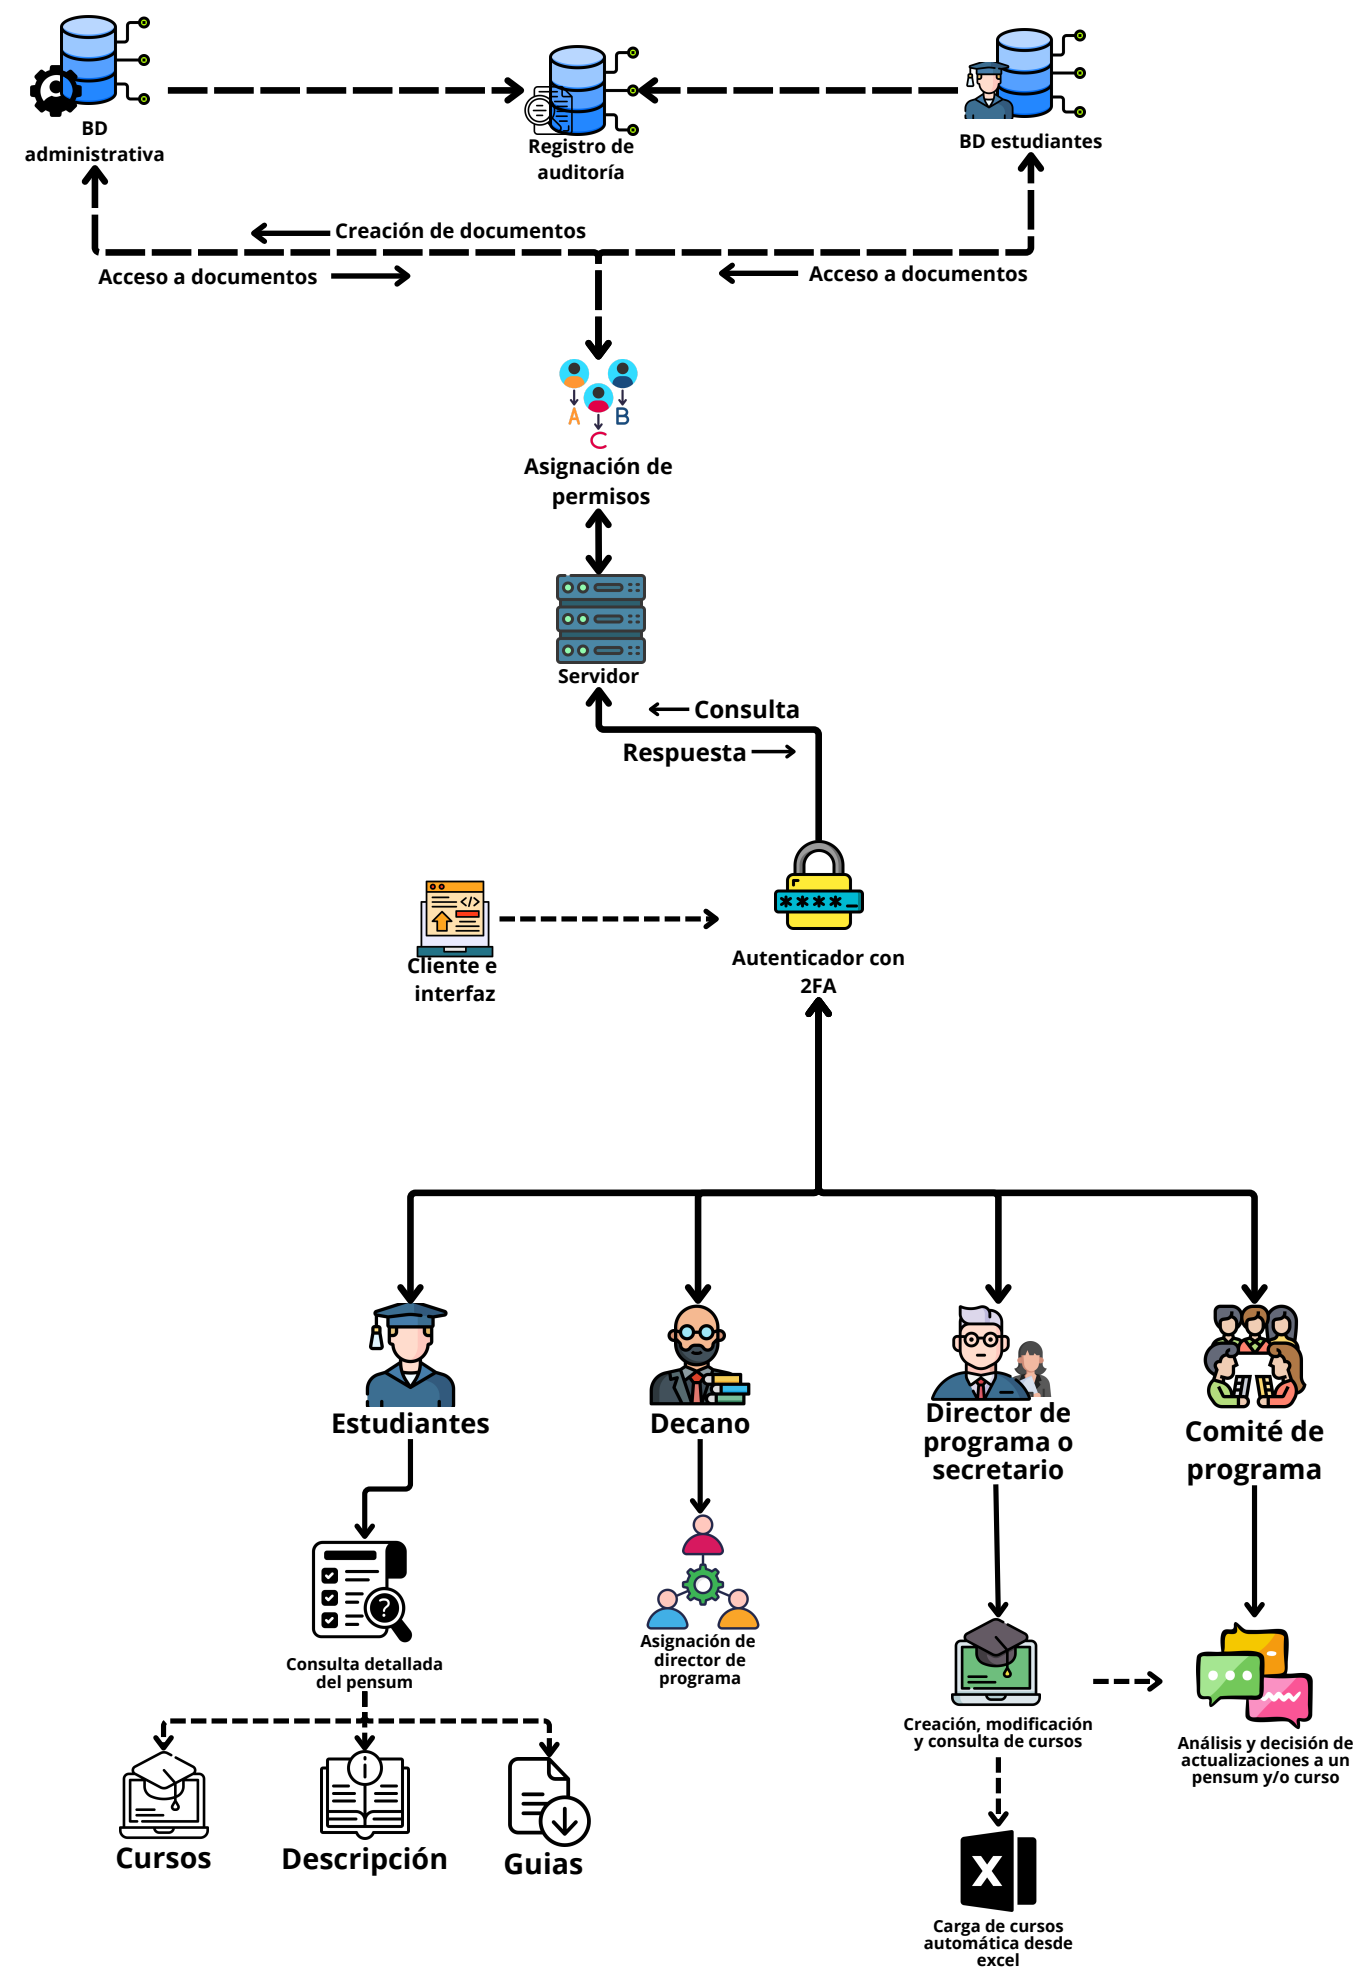 BD
administrativa
Registro de
auditoría
BD estudiantes
Creación de documentos
Acceso a documentos
Acceso a documentos
A
B
C
Asignación de
permisos
Servidor
Consulta
Respuesta
</>
****_
Cliente e
interfaz
Autenticador con
2FA
Estudiantes
Decano
Director de
programa o
secretario
Comité de
programa
?
Consulta detallada
del pensum
Asignación de
director de
programa
Creación, modificación
y consulta de cursos
Análisis y decisión de
actualizaciones a un
pensum y/o curso
i
Cursos
Descripción
Guias
X
Carga de cursos
automática desde
excel